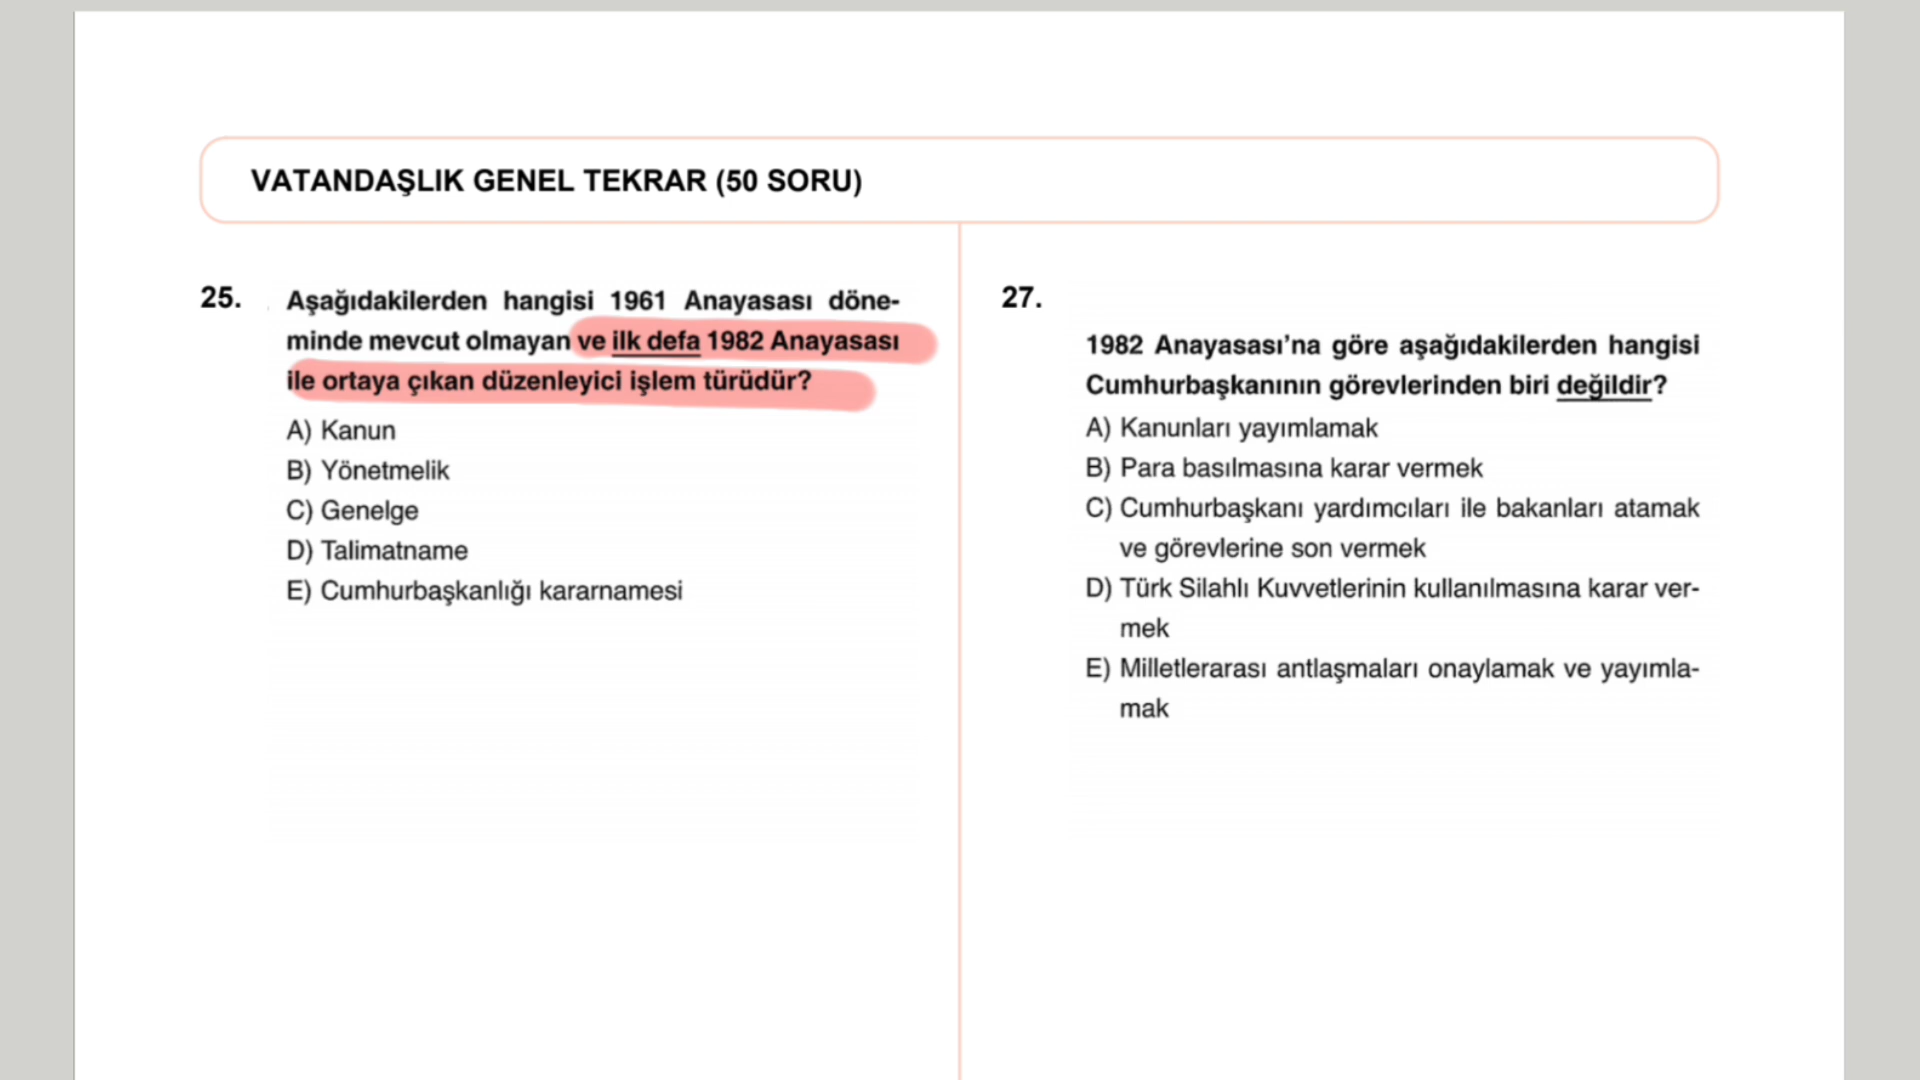 VATANDAŞLIK GENEL TEKRAR (50 SORU)
25.
Aşağıdakilerden hangisi 1961 Anayasası döne-
minde mevcut olmayan ve ilk defa 1982 Anayasası
ile ortaya çıkan düzenleyici işlem türüdür?
A) Kanun
B) Yönetmelik
C) Genelge
D) Talimatname
E) Cumhurbaşkanlığı kararnamesi
27.
1982 Anayasası’na göre aşağıdakilerden hangisi
Cumhurbaşkanının görevlerinden biri değildir?
A) Kanunları yayımlamak
B) Para basılmasına karar vermek
C) Cumhurbaşkanı yardımcıları ile bakanları atamak
ve görevlerine son vermek
D) Türk Silahlı Kuvvetlerinin kullanılmasına karar ver-
mek
E) Milletlerarası antlaşmaları onaylamak ve yayımla-
mak